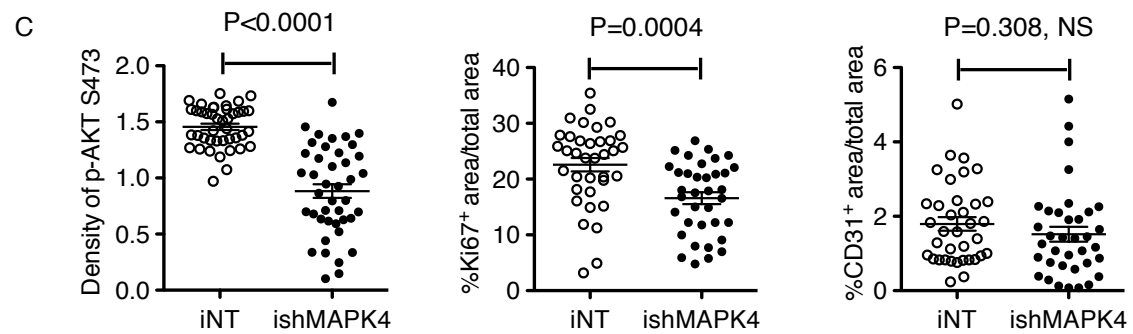 C
P<0.0001
Density of p-AKT S473
2.0
1.5
1.0
0.5
0.0
iNT
ishMAPK4
P=0.0004
%Ki67+ area/total area
40
30
20
10
0
iNT
ishMAPK4
P=0.308, NS
%CD31+ area/total area
6
4
2
0
iNT
ishMAPK4